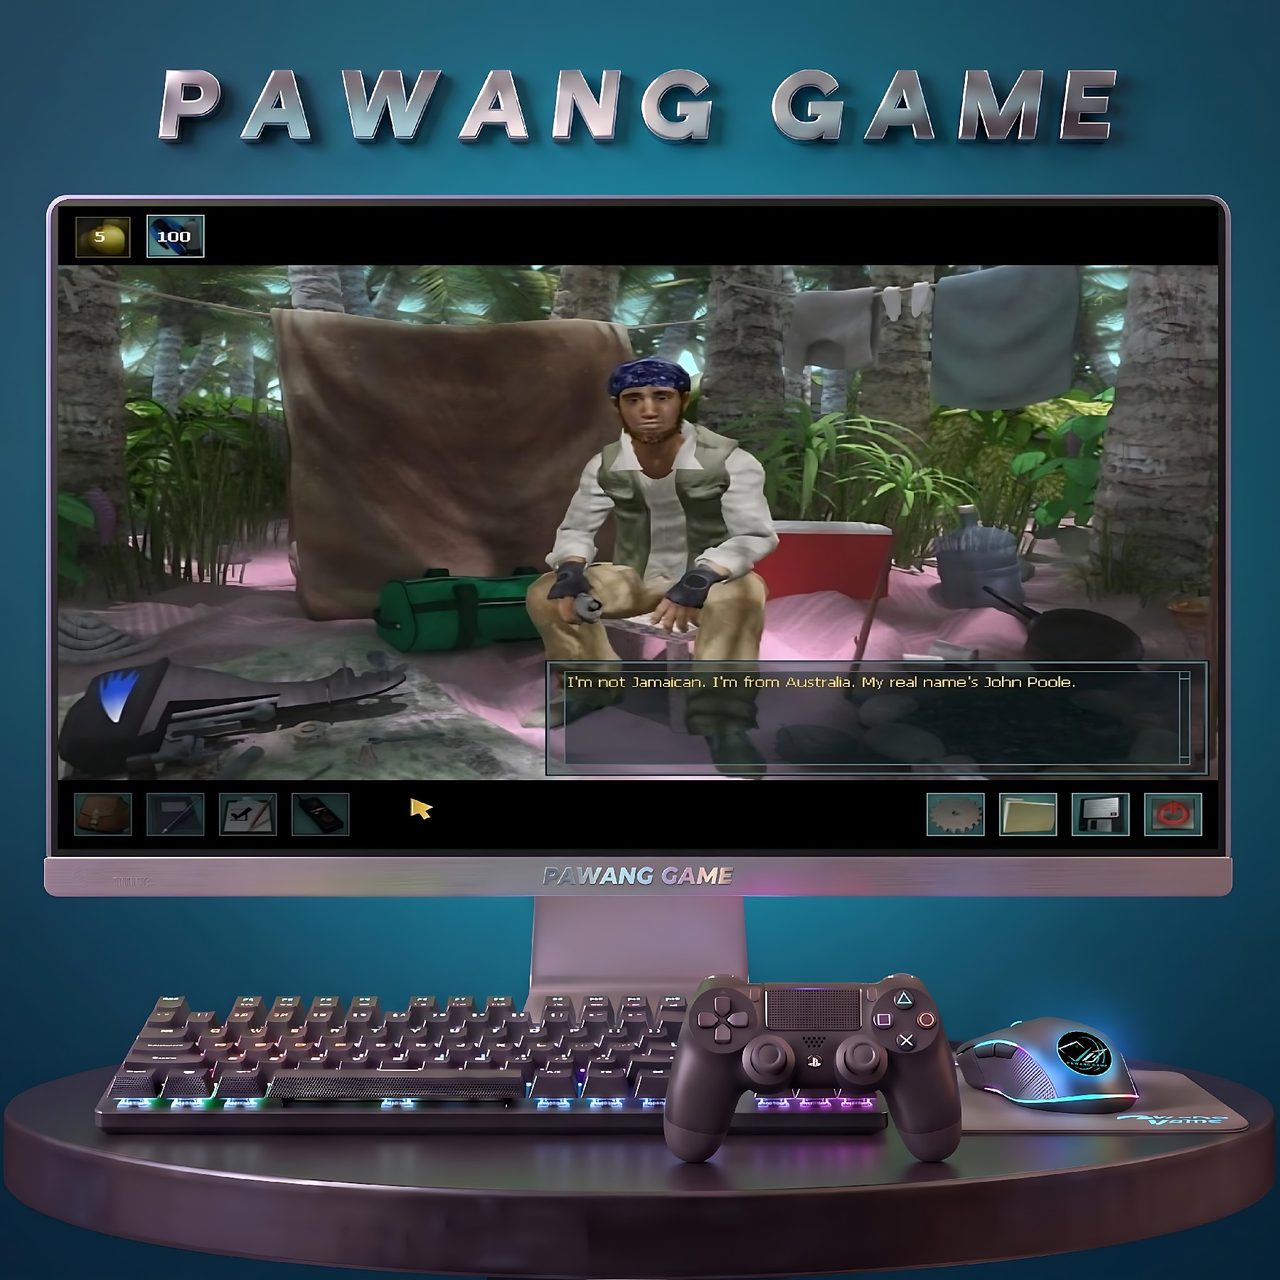 PAWANG GAME
5
100
I'm not Jamaican. I'm from Australia. My real name's John Poole.
PAWANG GAME